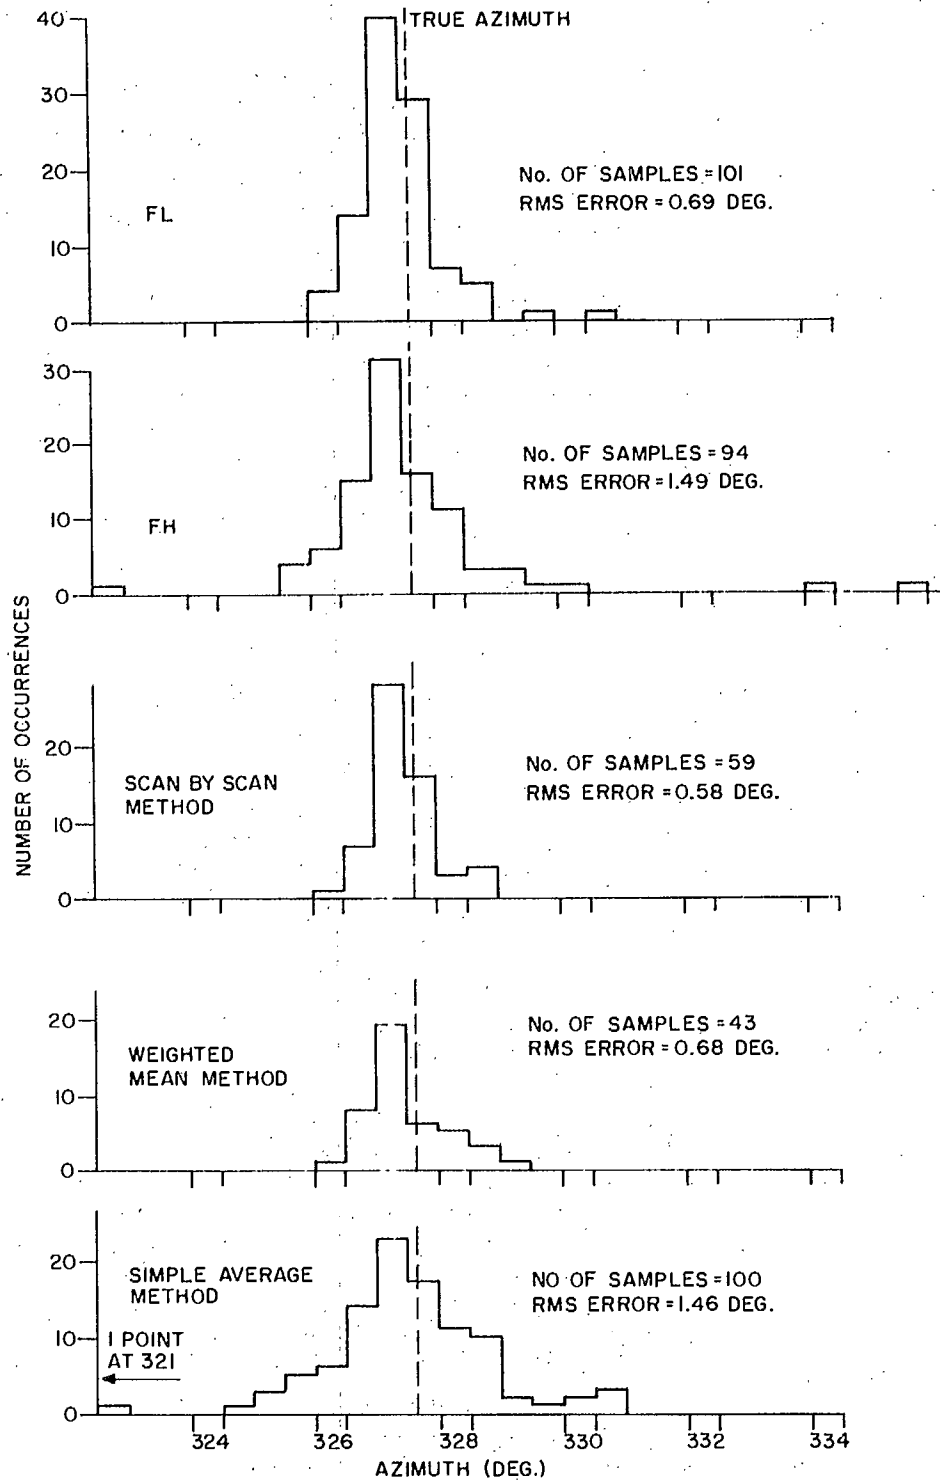 40
TRUE AZIMUTH
30
20
10
0
FL
No. OF SAMPLES = 101
RMS ERROR = 0.69 DEG.
30
20
10
0
FH
No. OF SAMPLES = 94
RMS ERROR = 1.49 DEG.
NUMBER OF OCCURRENCES
20
10
0
SCAN BY SCAN
METHOD
No. OF SAMPLES = 59
RMS ERROR = 0.58 DEG.
20
10
0
WEIGHTED
MEAN METHOD
No. OF SAMPLES = 43
RMS ERROR = 0.68 DEG.
20
10
0
SIMPLE AVERAGE
METHOD
1 POINT
AT 321
NO OF SAMPLES = 100
RMS ERROR = 1.46 DEG.
324 326 328 330 332 334
AZIMUTH (DEG.)